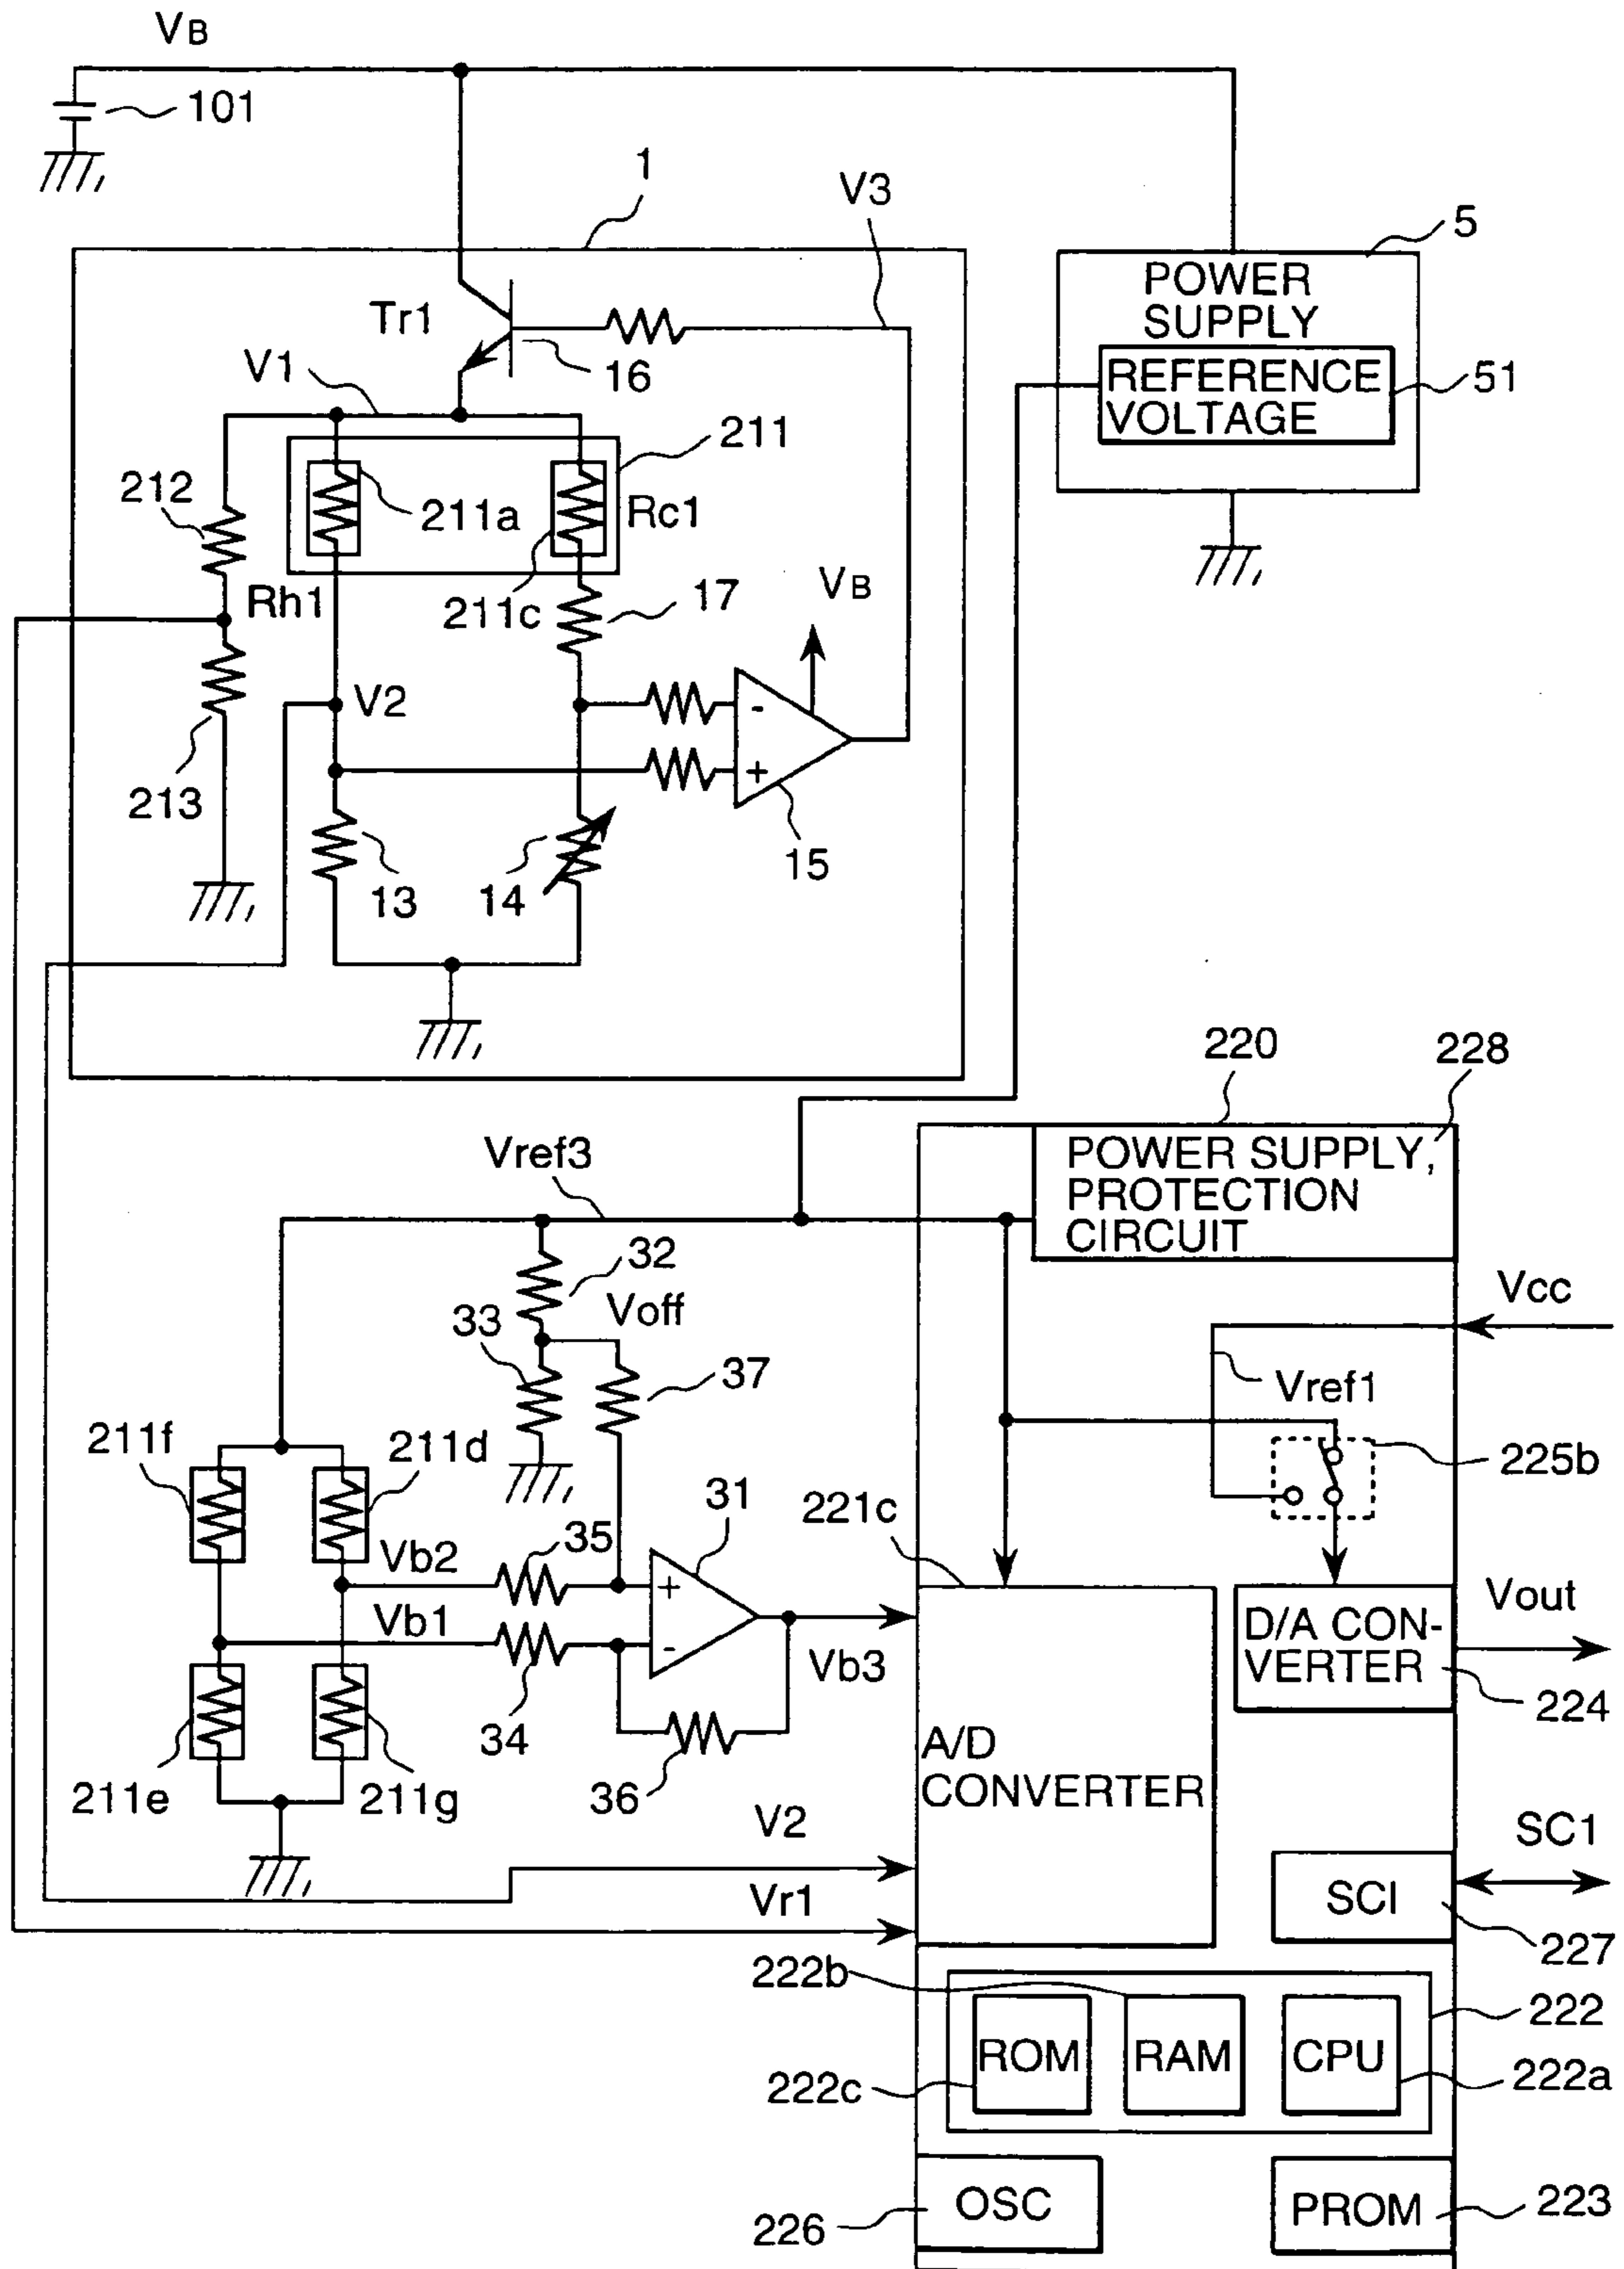 VB
101
1
V3
5
POWER
SUPPLY
Tr1
16
V1
REFERENCE
VOLTAGE
51
211
212
211a
Rc1
Rh1
211c
17
VB
V2
-
+
213
13
14
15
220
228
Vref3
POWER SUPPLY,
PROTECTION
CIRCUIT
32
Vcc
33
Voff
37
Vref1
211f
211d
225b
31
221c
35
Vb2
+
Vout
Vb1
-
D/A CON-
VERTER
Vb3
34
224
A/D
CONVERTER
211e
211g
36
V2
SC1
Vr1
SCI
227
222b
222
ROM
RAM
CPU
222c
222a
OSC
PROM
223
226